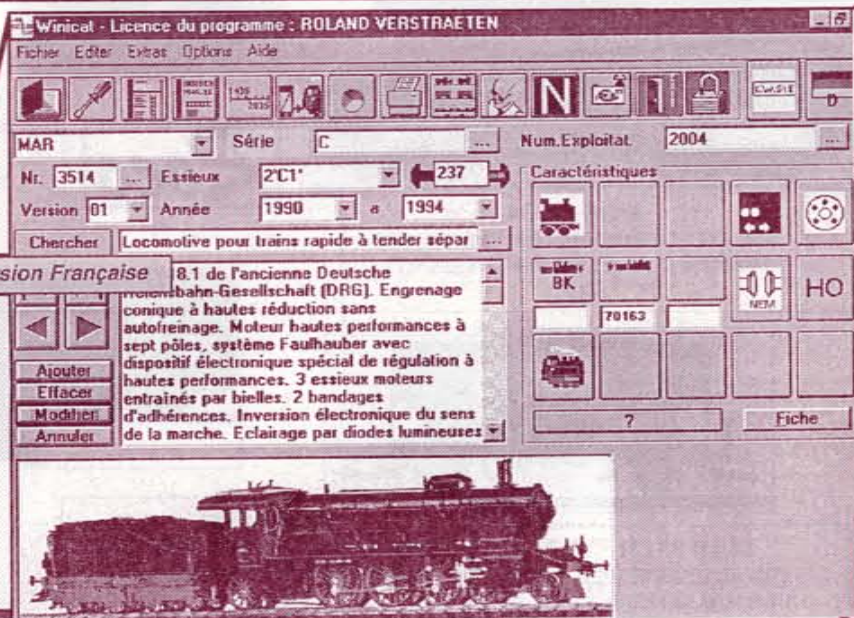 Winicat - Licence du programme : ROLAND VERSTRAETEN
Fichier Editer Extras Options Aide
N
D
MAR Série C ... Num.Exploitat. 2004 ...
Nr. 3514 ... Essieux 2'C1' 237
Version 01 Année 1990 a 1994
Caractéristiques
Chercher Locomotive pour trains rapide à tender sépar ...
sion Française
8.1 de l'ancienne Deutsche
-Gesellschaft (DRG). Engrenage
conique à hautes réduction sans
autofreinage. Moteur hautes performances à
sept pôles, système Faulhauber avec
dispositif électronique spécial de régulation à
hautes performances. 3 essieux moteurs
entraînés par bielles. 2 bandages
d'adhérences. Inversion électronique du sens
de la marche. Eclairage par diodes lumineuses
Ajouter
Effacer
Modifier
Annuler
BK
NEM
HO
70163
? Fiche